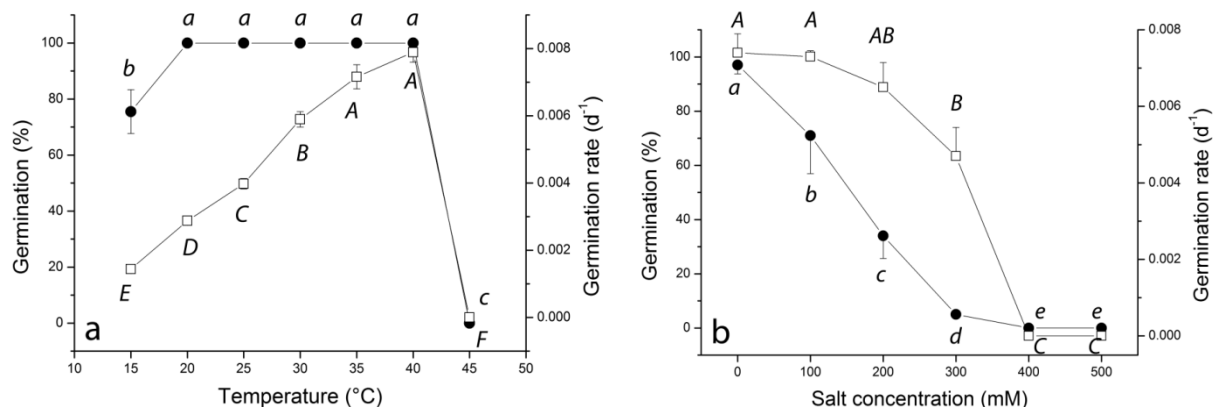 a a a a a
b
A
A
B
C
D
E
c
F
100
80
60
40
20
0
Germination (%)
0.008
0.006
0.004
0.002
0.000
Germination rate (d⁻¹)
10 15 20 25 30 35 40 45 50
Temperature (°C)
a
A A AB
B
a
b
c
d
e e
C C
100
80
60
40
20
0
Germination (%)
0.008
0.006
0.004
0.002
0.000
Germination rate (d⁻¹)
0 100 200 300 400 500
Salt concentration (mM)
b